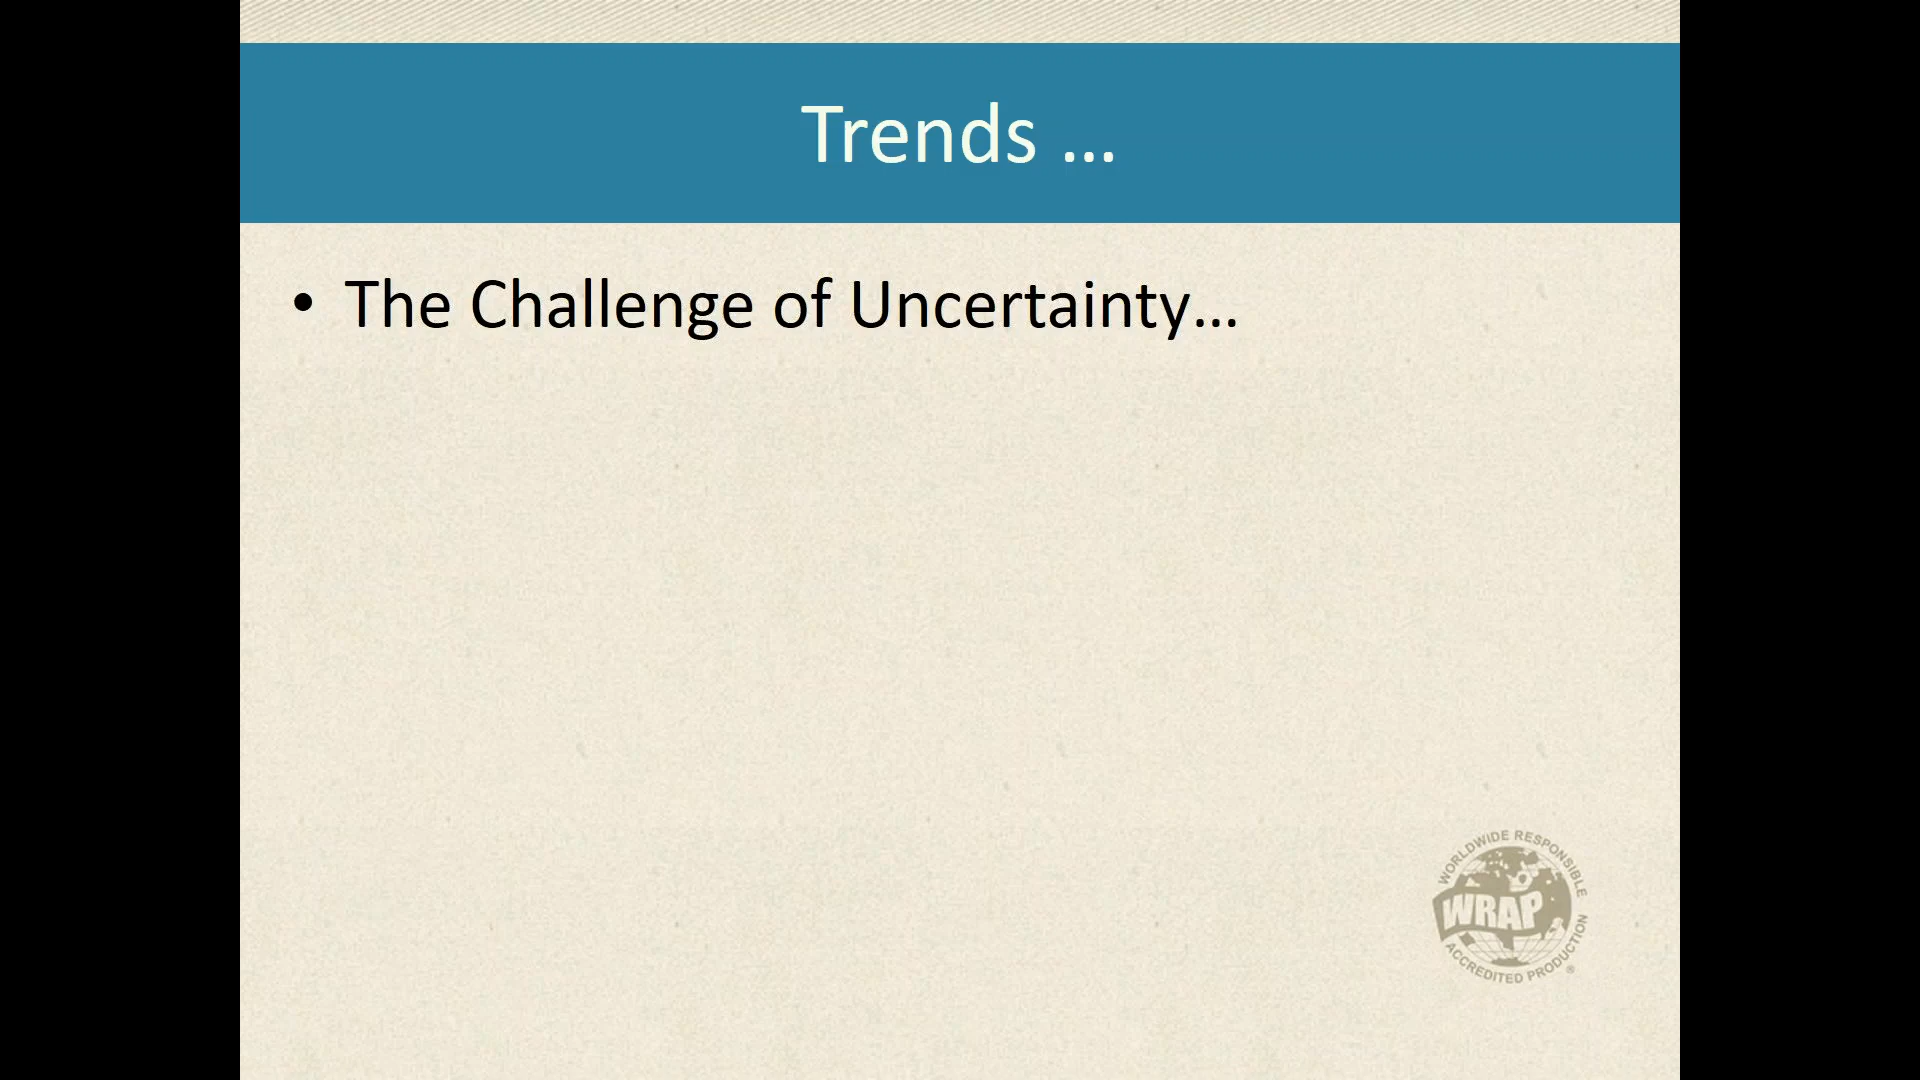 Trends ...
• The Challenge of Uncertainty...
WORLDWIDE RESPONSIBLE
WRAP
ACCREDITED PRODUCTION
®